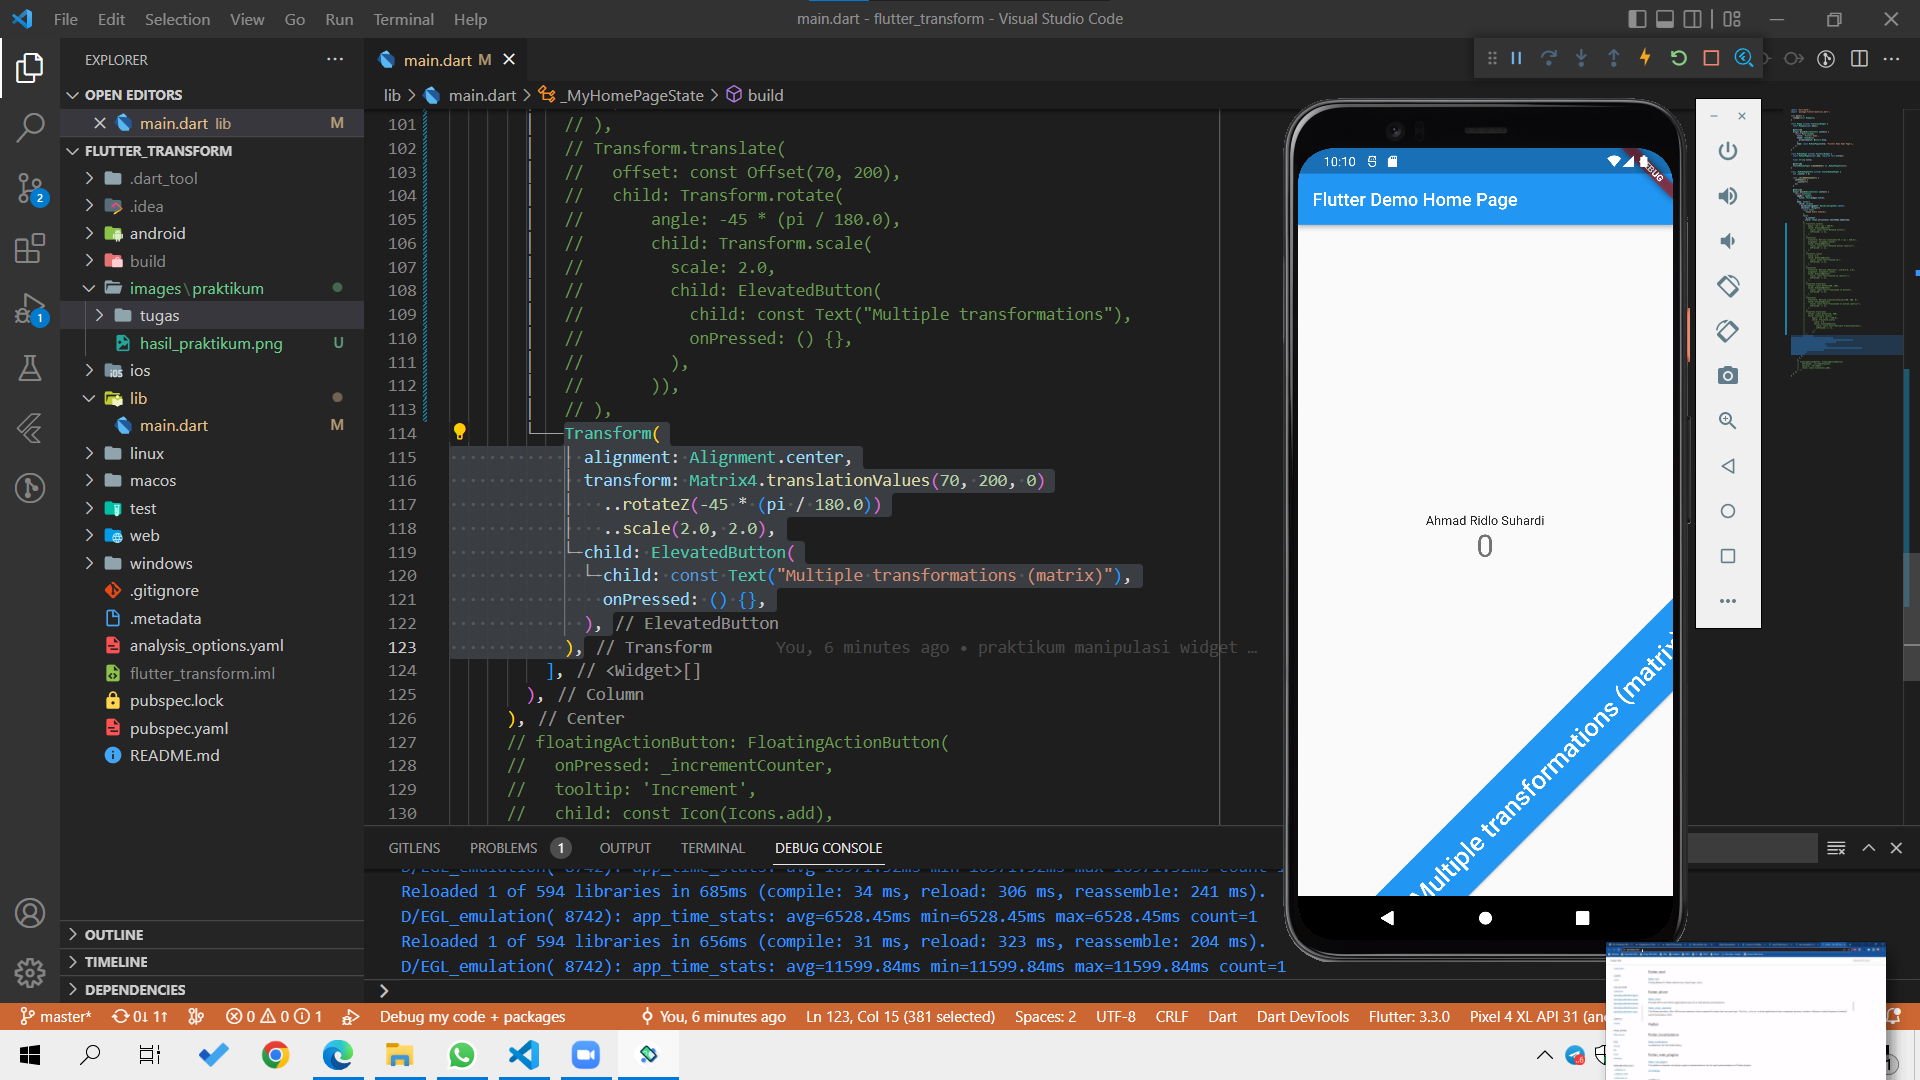 File Edit Selection View Go Run Terminal Help
main.dart - flutter_transform - Visual Studio Code
EXPLORER
OPEN EDITORS
main.dart lib M
FLUTTER_TRANSFORM
.dart_tool
.idea
android
build
images\praktikum
tugas
hasil_praktikum.png U
ios
lib
main.dart M
linux
macos
test
web
windows
.gitignore
.metadata
analysis_options.yaml
flutter_transform.iml
pubspec.lock
pubspec.yaml
README.md
OUTLINE
TIMELINE
DEPENDENCIES
2
1
main.dart M
lib > main.dart > _MyHomePageState > build
101 // ),
102 // Transform.translate(
103 //   offset: const Offset(70, 200),
104 //   child: Transform.rotate(
105 //       angle: -45 * (pi / 180.0),
106 //       child: Transform.scale(
107 //         scale: 2.0,
108 //         child: ElevatedButton(
109 //           child: const Text("Multiple transformations"),
110 //           onPressed: () {},
111 //         ),
112 //       )),
113 // ),
114 Transform(
115 alignment: Alignment.center,
116 transform: Matrix4.translationValues(70, 200, 0)
117 ..rotateZ(-45 * (pi / 180.0))
118 ..scale(2.0, 2.0),
119 child: ElevatedButton(
120 child: const Text("Multiple transformations (matrix)"),
121 onPressed: () {},
122 ), // ElevatedButton
123 ), // Transform You, 6 minutes ago • praktikum manipulasi widget …
124 ], // <Widget>[]
125 ), // Column
126 ), // Center
127 // floatingActionButton: FloatingActionButton(
128 //   onPressed: _incrementCounter,
129 //   tooltip: 'Increment',
130 //   child: const Icon(Icons.add),
10:10
DEBUG
Flutter Demo Home Page
Ahmad Ridlo Suhardi
0
Multiple transformations (matrix
GITLENS PROBLEMS 1 OUTPUT TERMINAL DEBUG CONSOLE
Reloaded 1 of 594 libraries in 685ms (compile: 34 ms, reload: 306 ms, reassemble: 241 ms).
D/EGL_emulation( 8742): app_time_stats: avg=6528.45ms min=6528.45ms max=6528.45ms count=1
Reloaded 1 of 594 libraries in 656ms (compile: 31 ms, reload: 323 ms, reassemble: 204 ms).
D/EGL_emulation( 8742): app_time_stats: avg=11599.84ms min=11599.84ms max=11599.84ms count=1
master* 0↓ 1↑ 0 0 1 Debug my code + packages You, 6 minutes ago Ln 123, Col 15 (381 selected) Spaces: 2 UTF-8 CRLF Dart Dart DevTools Flutter: 3.3.0 Pixel 4 XL API 31 (an